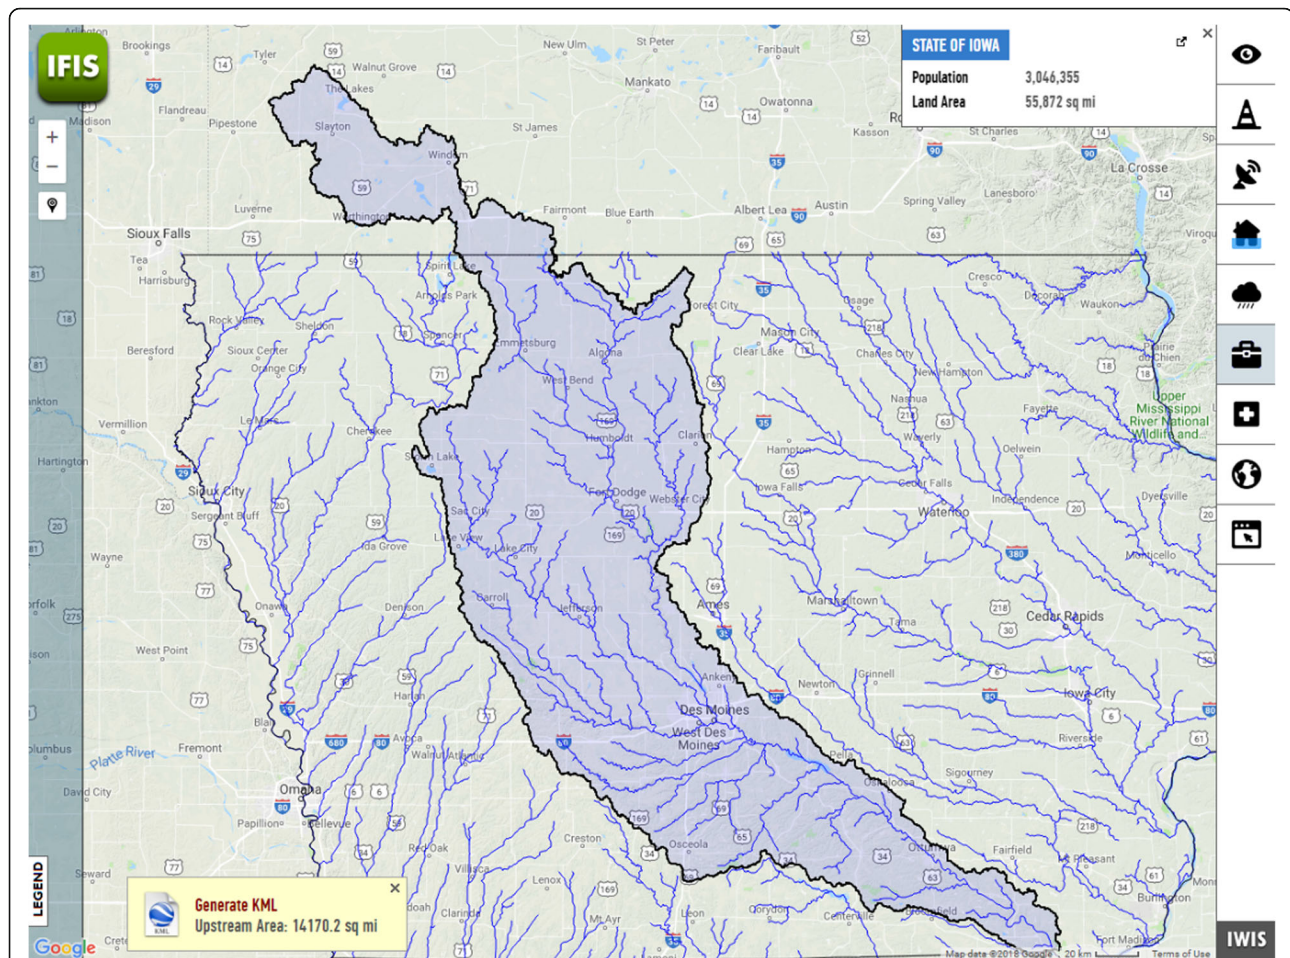 IFIS
STATE OF IOWA
Population 3,046,355
Land Area 55,872 sq mi
+
−
Brookings
Tyler
Walnut Grove
New Ulm
St Peter
Faribault
Mankato
Owatonna
Kasson
St Charles
La Crosse
Madison
Flandreau
Pipestone
The Lakes
Slayton
St James
Windom
Lanesboro
Spring Valley
Austin
Albert Lea
Blue Earth
Fairmont
Worthington
Luverne
Sioux Falls
Tea
Harrisburg
Spirit Lake
Arnolds Park
Forest City
Cresco
Decorah
Waukon
Osage
Rock Valley
Sheldon
Spencer
Mason City
Clear Lake
Charles City
Prairie
du Chien
Beresford
Sioux Center
Orange City
Emmetsburg
Algona
West Bend
New Hampton
Nashua
Fayette
Upper
Mississippi
River National
Wildlife and
Vermillion
Le Mars
Cherokee
Humboldt
Clarion
Hampton
Waverly
Oelwein
Hartington
Storm Lake
Sioux City
Sergeant Bluff
Fort Dodge
Webster City
Iowa Falls
Cedar Falls
Waterloo
Independence
Dyersville
Sac City
Lake View
Lake City
Ida Grove
Wayne
Monticello
Onawa
Denison
Carroll
Jefferson
Ames
Marshalltown
Tama
Cedar Rapids
West Point
Harlan
Ankeny
Newton
Grinnell
Iowa City
Des Moines
West Des
Moines
Blair
Avoca
Walnut
Atlantic
Pella
Riverside
Platte River
Fremont
Columbus
Oskaloosa
Sigourney
David City
Omaha
Papillion
Bellevue
Creston
Osceola
Ottumwa
Fairfield
Mt Pleasant
Red Oak
Villisca
Seward
Lenox
Clarinda
Mt Ayr
Leon
Corydon
Centerville
Bloomfield
Burlington
Fort Madison
LEGEND
Generate KML
Upstream Area: 14170.2 sq mi
KML
Google
Map data ©2018 Google
20 km
Terms of Use
IWIS